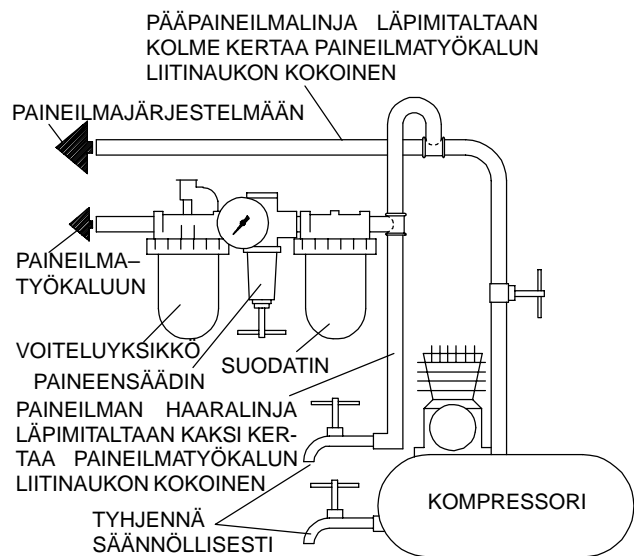 PÄÄPAINEILMALINJA LÄPIMITALTAAN
KOLME KERTAA PAINEILMATYÖKALUN
LIITINAUKON KOKOINEN
PAINEILMAJÄRJESTELMÄÄN
PAINEILMA–
TYÖKALUUN
VOITELUYKSIKKÖ
SUODATIN
PAINEENSÄÄDIN
PAINEILMAN HAARALINJA
LÄPIMITALTAAN KAKSI KER-
TAA PAINEILMATYÖKALUN
LIITINAUKON KOKOINEN
KOMPRESSORI
TYHJENNÄ
SÄÄNNÖLLISESTI